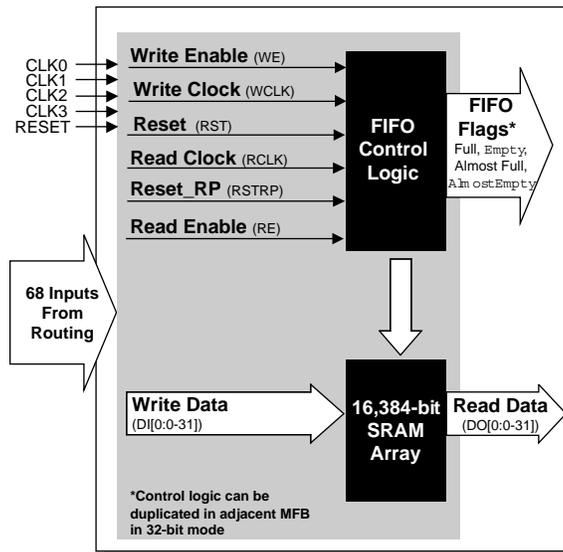 CLK0
CLK1
CLK2
CLK3
RESET
Write Enable (WE)
Write Clock (WCLK)
Reset (RST)
Read Clock (RCLK)
Reset_RP (RSTRP)
Read Enable (RE)
FIFO
Control
Logic
FIFO
Flags*
Full, Empty,
Almost Full,
AlmostEmpty
68 Inputs
From
Routing
Write Data
(DI[0:0-31])
16,384-bit
SRAM
Array
Read Data
(DO[0:0-31])
*Control logic can be
duplicated in adjacent MFB
in 32-bit mode